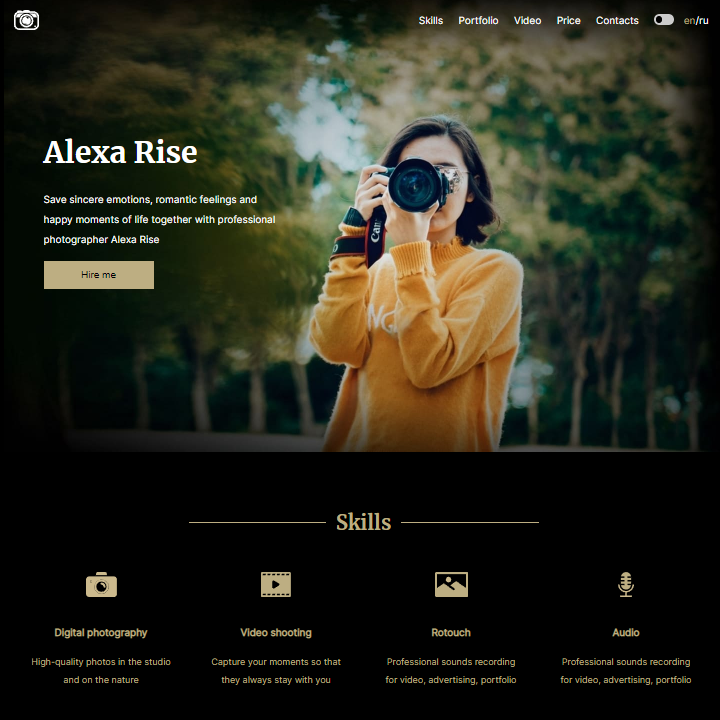 Skills Portfolio Video Price Contacts en/ru
Alexa Rise
Save sincere emotions, romantic feelings and
happy moments of life together with professional
photographer Alexa Rise
Hire me
Can
Skills
Digital photography
High-quality photos in the studio
and on the nature
Video shooting
Capture your moments so that
they always stay with you
Rotouch
Professional sounds recording
for video, advertising, portfolio
Audio
Professional sounds recording
for video, advertising, portfolio